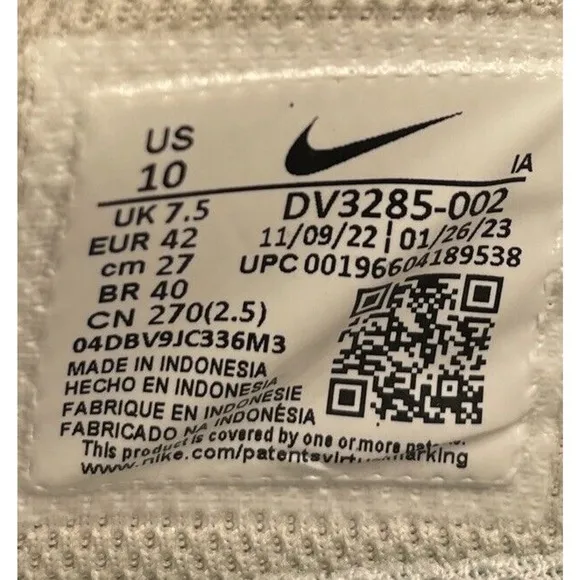 US
10
IA
UK 7.5
DV3285-002
EUR 42
11/09/22 | 01/26/23
cm 27
UPC 00196604189538
BR 40
CN 270(2.5)
04DBV9JC336M3
MADE IN INDONESIA
HECHO EN INDONESIA
FABRIQUE EN INDONESIE
FABRICADO NA INDONÉSIA
This product is covered by one or more
www.nike.com/patents